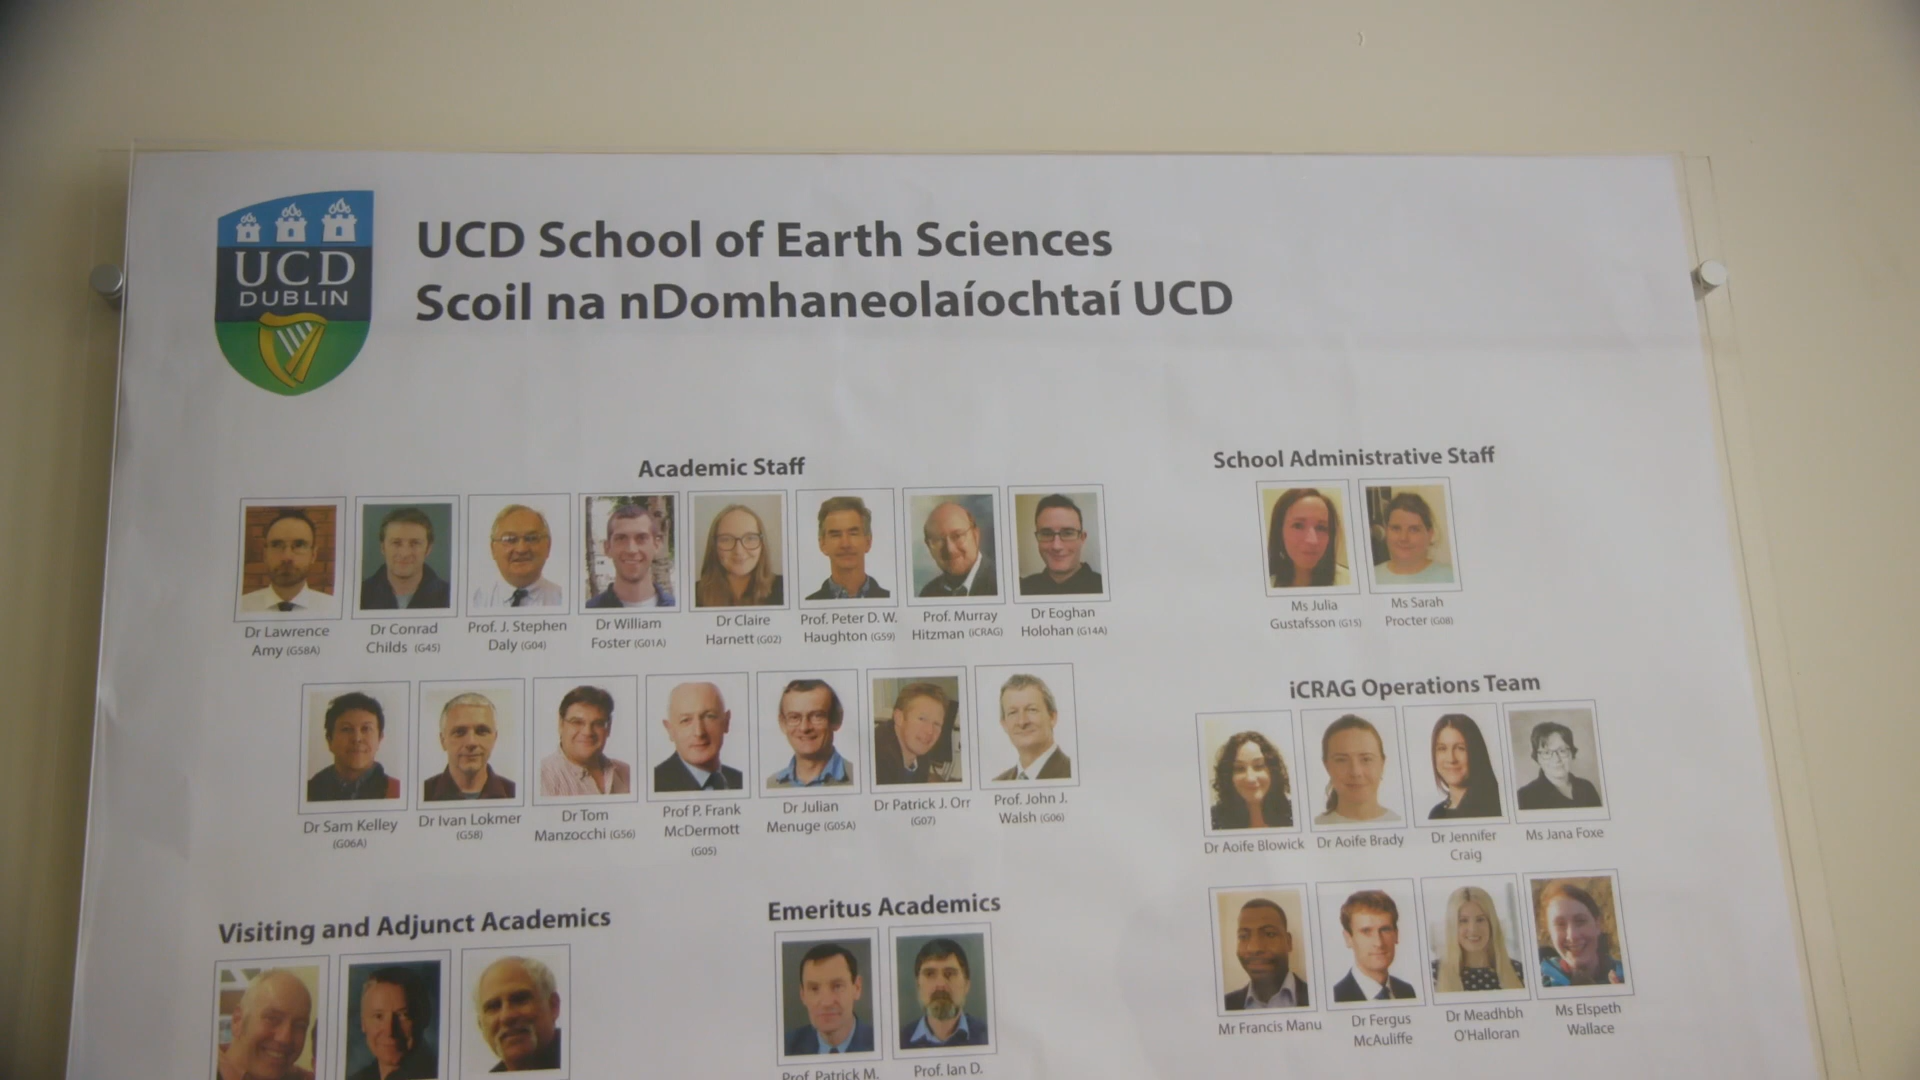 UCD
DUBLIN
UCD School of Earth Sciences
Scoil na nDomhaneolaíochtaí UCD
Academic Staff
Dr Lawrence
Amy (G58A)
Dr Conrad
Childs (G45)
Prof. J. Stephen
Daly (G04)
Dr William
Foster (G01A)
Dr Claire
Harnett (G02)
Prof. Peter D. W.
Haughton (G59)
Prof. Murray
Hitzman (iCRAG)
Dr Eoghan
Holohan (G14A)
Dr Sam Kelley
(G06A)
Dr Ivan Lokmer
(G58)
Dr Tom
Manzocchi (G56)
Prof P. Frank
McDermott
(G05)
Dr Julian
Menuge (G05A)
Dr Patrick J. Orr
(G07)
Prof. John J.
Walsh (G06)
School Administrative Staff
Ms Julia
Gustafsson (G15)
Ms Sarah
Procter (G08)
iCRAG Operations Team
Dr Aoife Blowick
Dr Aoife Brady
Dr Jennifer
Craig
Ms Jana Foxe
Mr Francis Manu
Dr Fergus
McAuliffe
Dr Meadhbh
O'Halloran
Ms Elspeth
Wallace
Visiting and Adjunct Academics
Emeritus Academics
Prof. Patrick M.
Prof. Ian D.